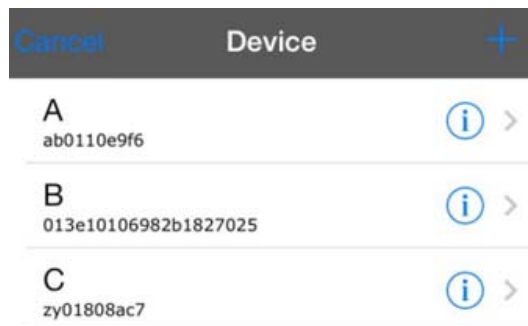 Cancel Device +
A
ab0110e9f6
B
013e10106982b1827025
C
zy01808ac7